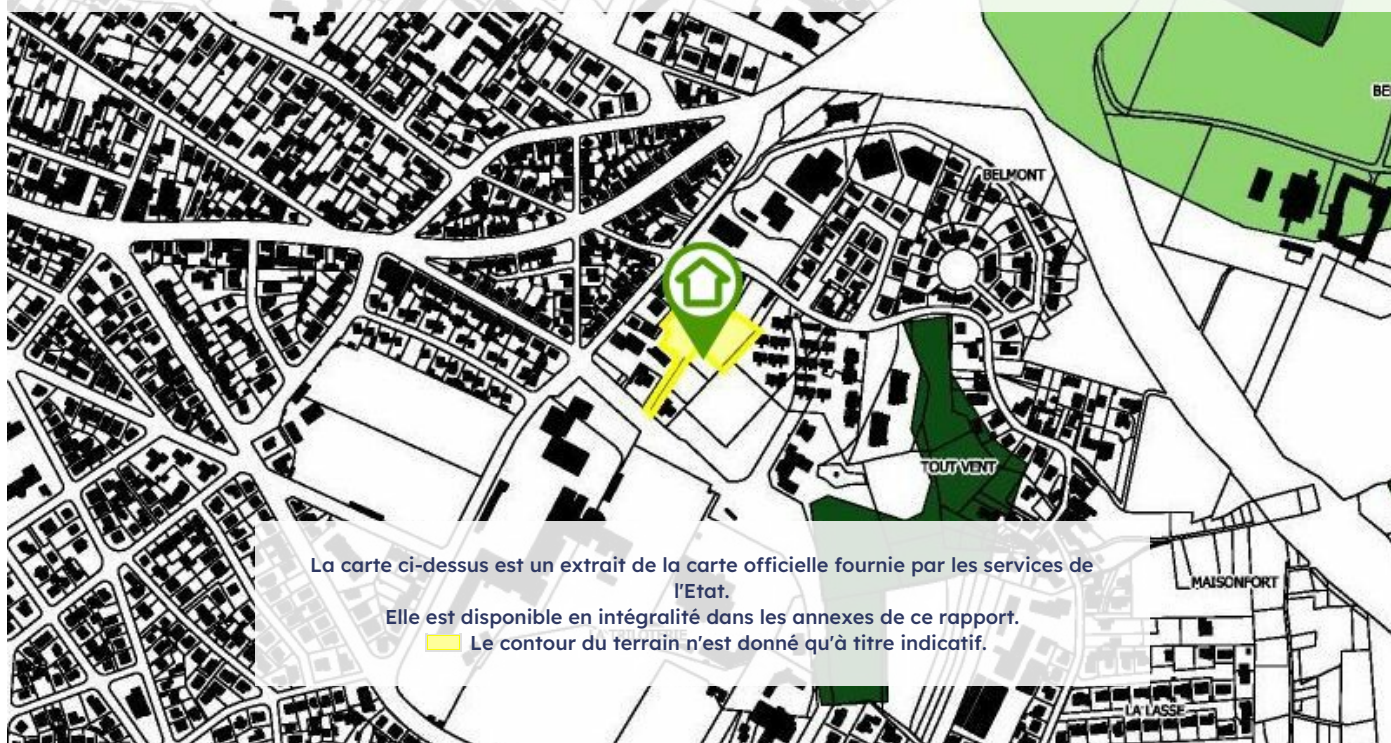 BEL
BELMONT
TOUT VENT
La carte ci-dessus est un extrait de la carte officielle fournie par les services de
l'Etat.
Elle est disponible en intégralité dans les annexes de ce rapport.
Le contour du terrain n'est donné qu'à titre indicatif.
MAISONFORT
LA LASSE